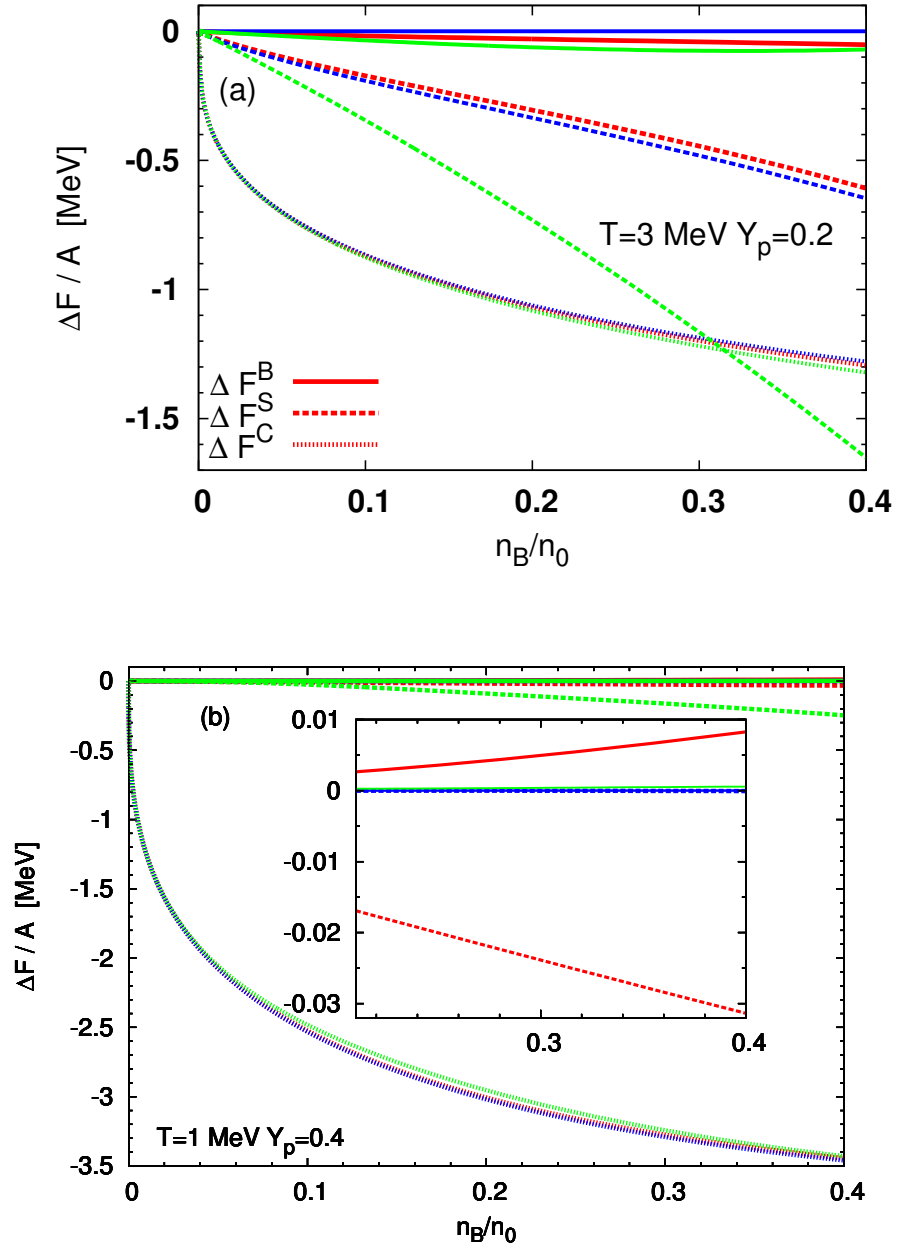 0
-0.5
-1
-1.5
ΔF / A [MeV]
(a)
T=3 MeV Y_p=0.2
Δ F^B
Δ F^S
Δ F^C
0 0.1 0.2 0.3 0.4
n_B/n_0
0
-0.5
-1
-1.5
-2
-2.5
-3
-3.5
ΔF / A [MeV]
(b)
0.01
0
-0.01
-0.02
-0.03
0.3 0.4
T=1 MeV Y_p=0.4
0 0.1 0.2 0.3 0.4
n_B/n_0